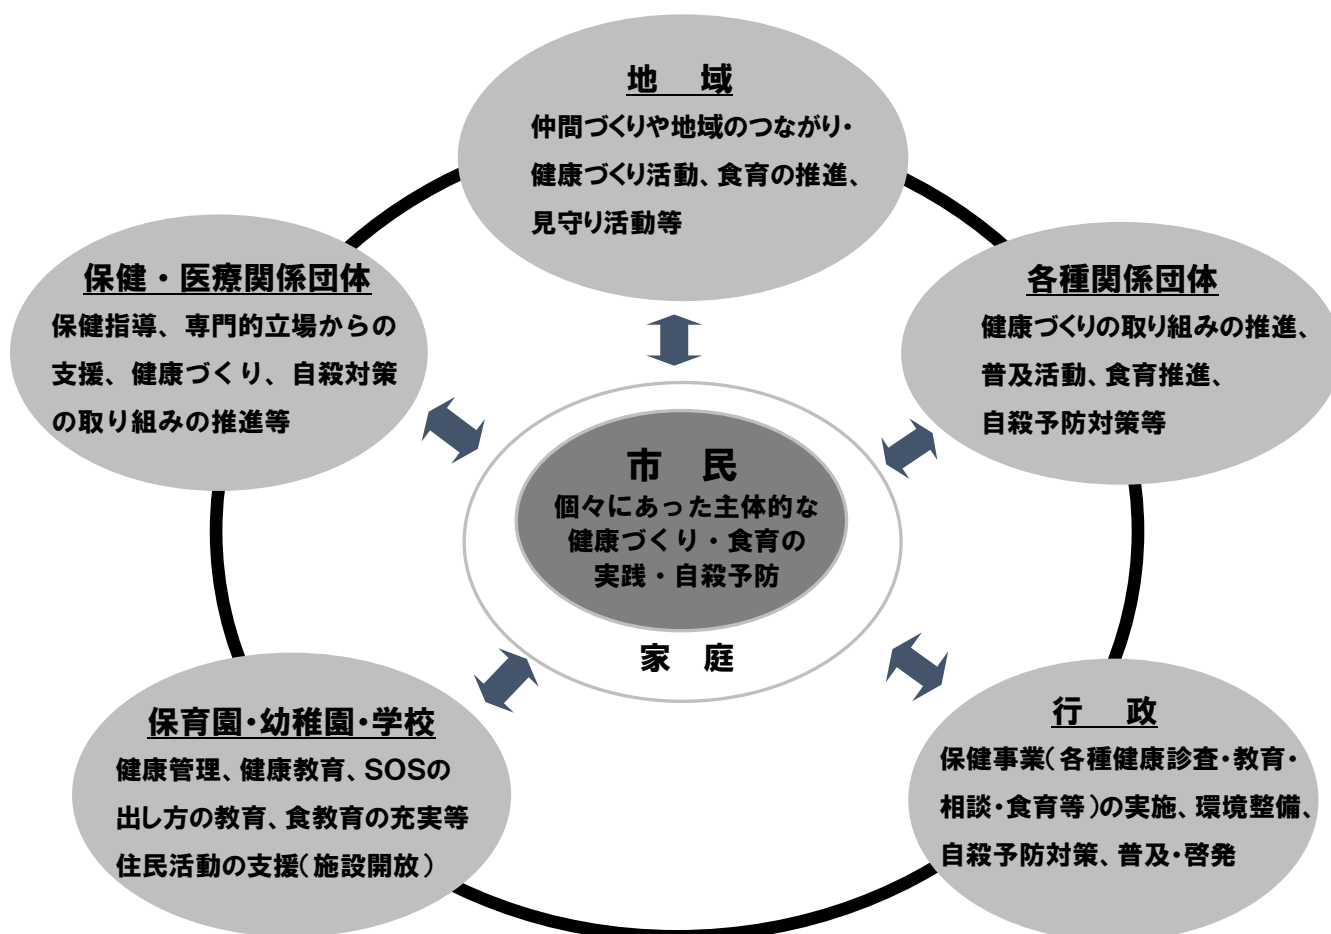 地　域
仲間づくりや地域のつながり・
健康づくり活動、食育の推進、
見守り活動等
保健・医療関係団体
保健指導、専門的立場からの
支援、健康づくり、自殺対策
の取り組みの推進等
各種関係団体
健康づくりの取り組みの推進、
普及活動、食育推進、
自殺予防対策等
市　民
個々にあった主体的な
健康づくり・食育の
実践・自殺予防
家　庭
保育園・幼稚園・学校
健康管理、健康教育、SOSの
出し方の教育、食教育の充実等
住民活動の支援（施設開放）
行　政
保健事業（各種健康診査・教育・
相談・食育等）の実施、環境整備、
自殺予防対策、普及・啓発